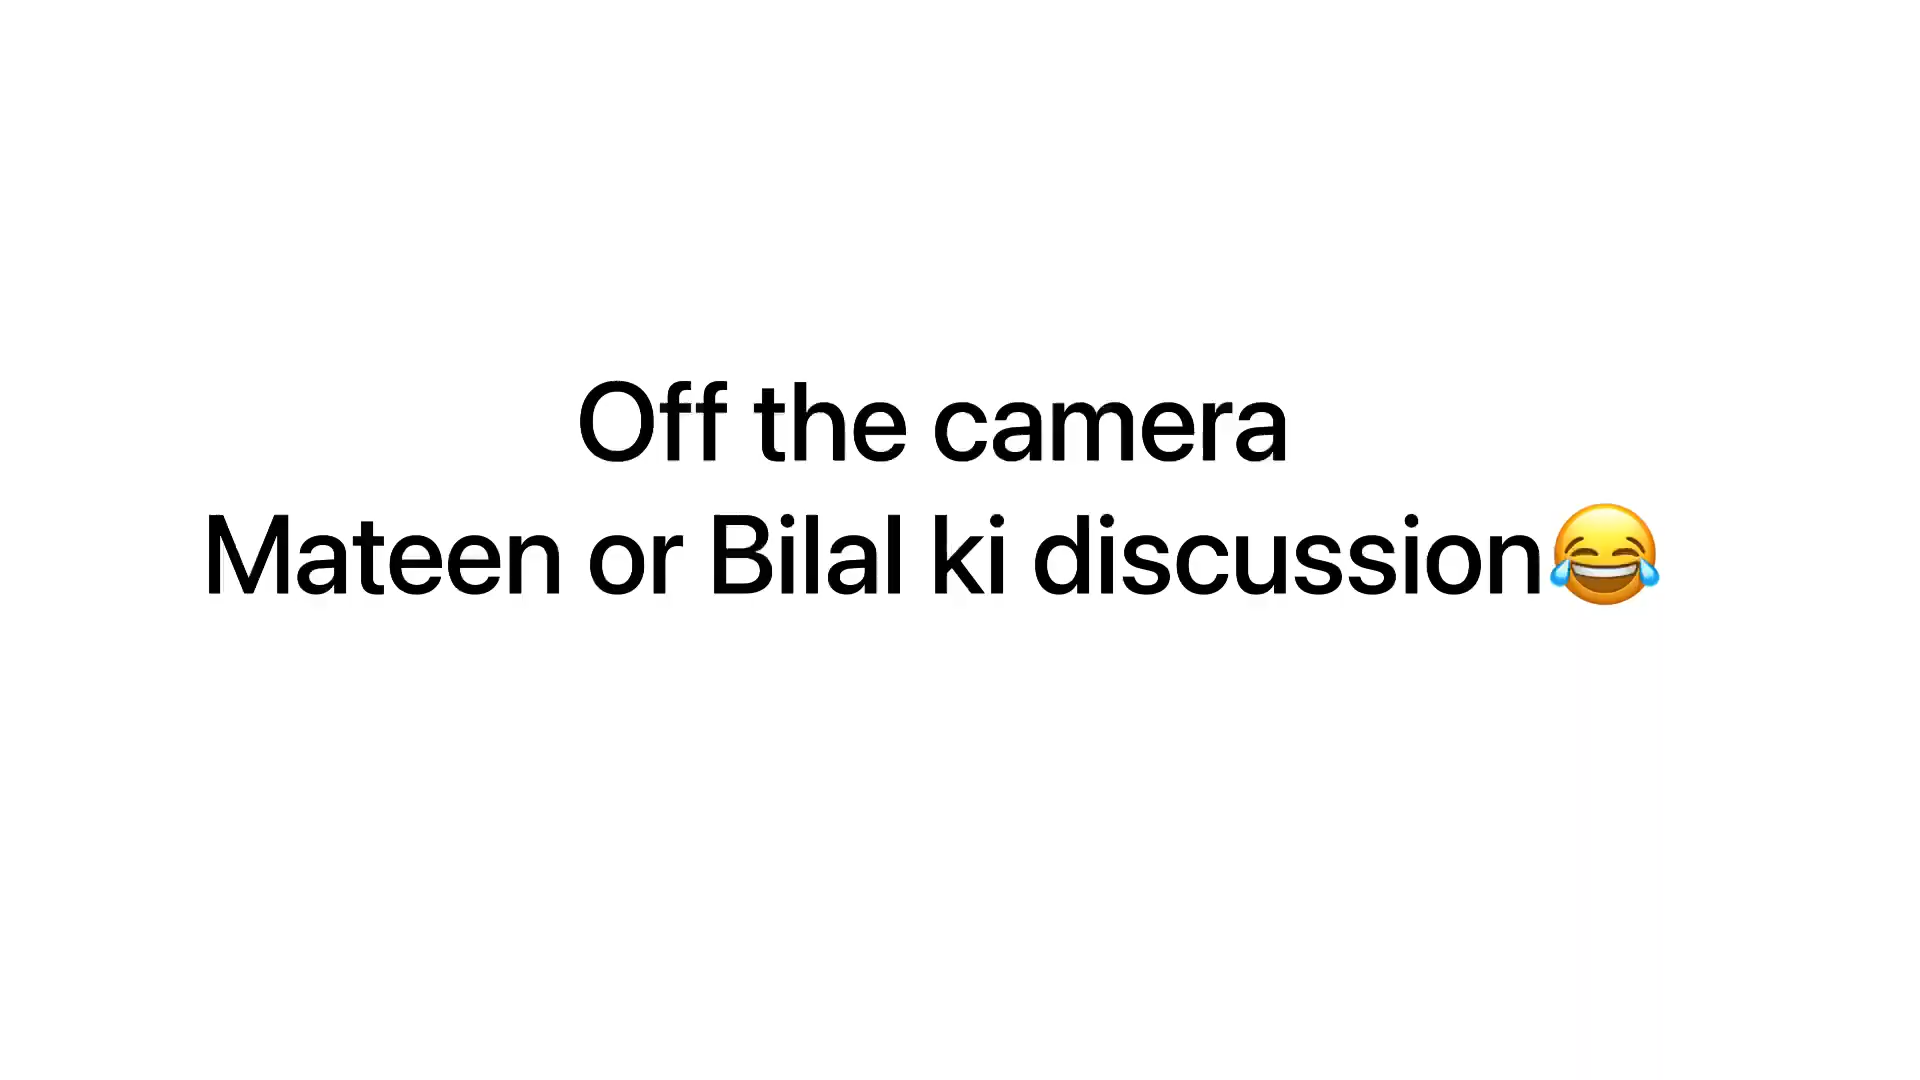 Off the camera
Mateen or Bilal ki discussion😂